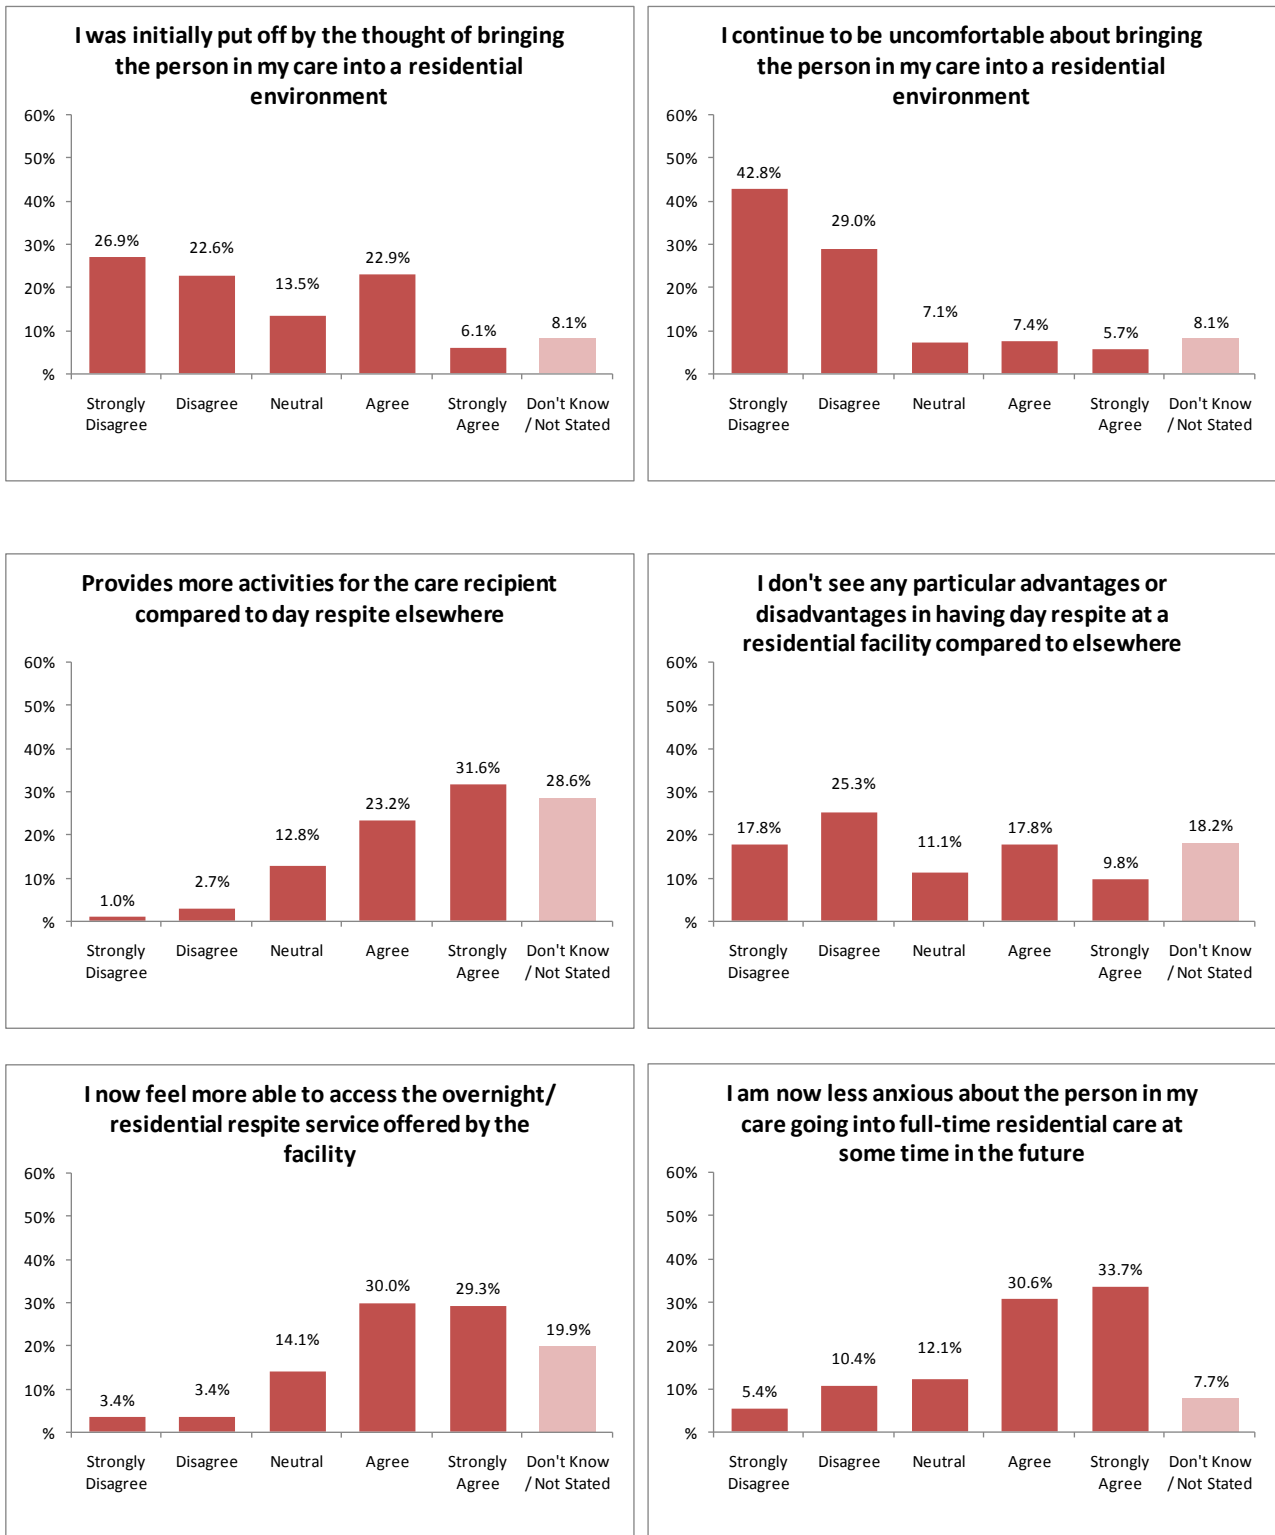 I was initially put off by the thought of bringing
the person in my care into a residential
environment
60%
50%
40%
30%
20%
10%
%
26.9%
22.6%
13.5%
22.9%
6.1%
8.1%
Strongly Disagree
Disagree
Neutral
Agree
Strongly Agree
Don't Know / Not Stated
I continue to be uncomfortable about bringing
the person in my care into a residential
environment
60%
50%
40%
30%
20%
10%
%
42.8%
29.0%
7.1%
7.4%
5.7%
8.1%
Strongly Disagree
Disagree
Neutral
Agree
Strongly Agree
Don't Know / Not Stated
Provides more activities for the care recipient
compared to day respite elsewhere
60%
50%
40%
30%
20%
10%
%
1.0%
2.7%
12.8%
23.2%
31.6%
28.6%
Strongly Disagree
Disagree
Neutral
Agree
Strongly Agree
Don't Know / Not Stated
I don't see any particular advantages or
disadvantages in having day respite at a
residential facility compared to elsewhere
60%
50%
40%
30%
20%
10%
%
17.8%
25.3%
11.1%
17.8%
9.8%
18.2%
Strongly Disagree
Disagree
Neutral
Agree
Strongly Agree
Don't Know / Not Stated
I now feel more able to access the overnight/
residential respite service offered by the
facility
60%
50%
40%
30%
20%
10%
%
3.4%
3.4%
14.1%
30.0%
29.3%
19.9%
Strongly Disagree
Disagree
Neutral
Agree
Strongly Agree
Don't Know / Not Stated
I am now less anxious about the person in my
care going into full-time residential care at
some time in the future
60%
50%
40%
30%
20%
10%
%
5.4%
10.4%
12.1%
30.6%
33.7%
7.7%
Strongly Disagree
Disagree
Neutral
Agree
Strongly Agree
Don't Know / Not Stated